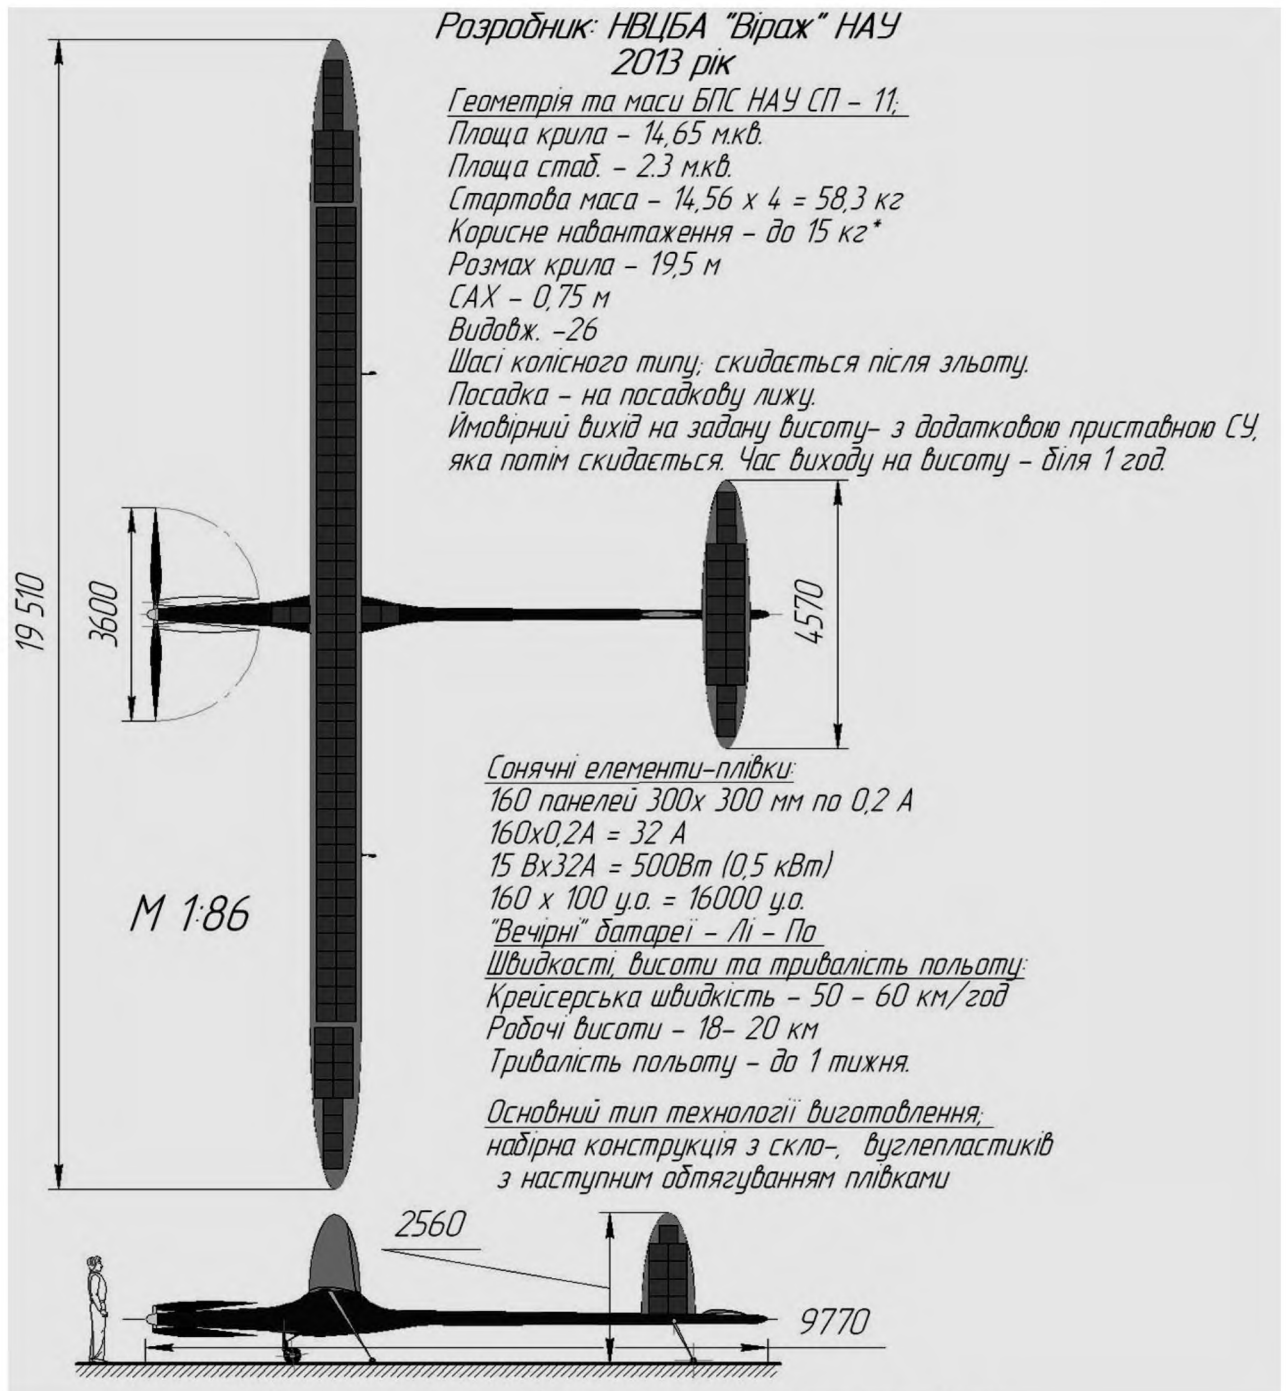 Розробник: НВЦБА "Віраж" НАУ
2013 рік
Геометрія та маси БПС НАУ СП - 11;
Площа крила - 14,65 м.кв.
Площа стаб. - 2.3 м.кв.
Стартова маса - 14,56 х 4 = 58,3 кг
Корисне навантаження - до 15 кг*
Розмах крила - 19,5 м
САХ - 0,75 м
Видовж. -26
Шасі колісного типу; скидається після зльоту.
Посадка - на посадкову лижу.
Ймовірний вихід на задану висоту- з додатковою приставною СУ,
яка потім скидається. Час виходу на висоту - біля 1 год.
19 510
3600
4570
Сонячні елементи-плівки:
160 панелей 300х 300 мм по 0,2 А
160х0,2А = 32 А
15 Вх32А = 500Вт (0,5 кВт)
160 х 100 у.о. = 16000 у.о.
"Вечірні" батареї - Лі - По
М 1:86
Швидкості, висоти та тривалість польоту:
Крейсерська швидкість - 50 - 60 км/год
Робочі висоти - 18- 20 км
Тривалість польоту - до 1 тижня.
Основний тип технології виготовлення;
набірна конструкція з скло-, вуглепластиків
з наступним обтягуванням плівками
2560
9770